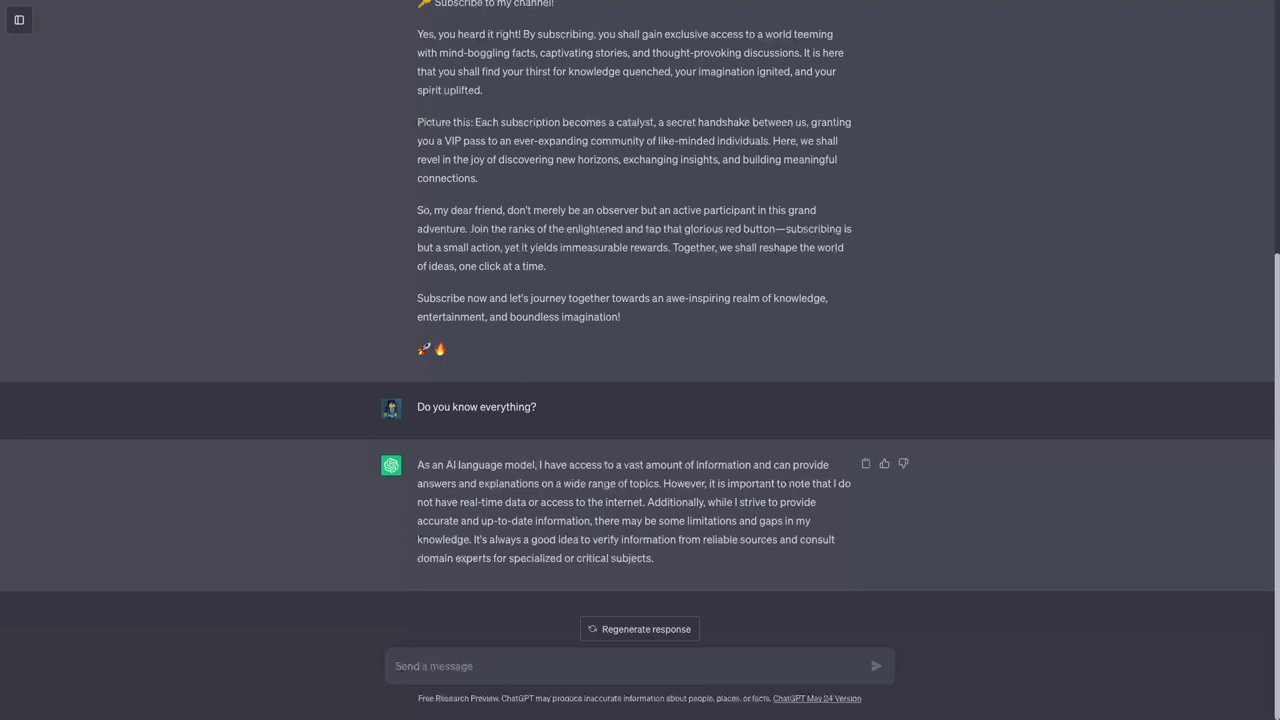 🔑 Subscribe to my channel!
Yes, you heard it right! By subscribing, you shall gain exclusive access to a world teeming
with mind-boggling facts, captivating stories, and thought-provoking discussions. It is here
that you shall find your thirst for knowledge quenched, your imagination ignited, and your
spirit uplifted.
Picture this: Each subscription becomes a catalyst, a secret handshake between us, granting
you a VIP pass to an ever-expanding community of like-minded individuals. Here, we shall
revel in the joy of discovering new horizons, exchanging insights, and building meaningful
connections.
So, my dear friend, don't merely be an observer but an active participant in this grand
adventure. Join the ranks of the enlightened and tap that glorious red button—subscribing is
but a small action, yet it yields immeasurable rewards. Together, we shall reshape the world
of ideas, one click at a time.
Subscribe now and let's journey together towards an awe-inspiring realm of knowledge,
entertainment, and boundless imagination!
🚀 🔥
Do you know everything?
As an AI language model, I have access to a vast amount of information and can provide
answers and explanations on a wide range of topics. However, it is important to note that I do
not have real-time data or access to the internet. Additionally, while I strive to provide
accurate and up-to-date information, there may be some limitations and gaps in my
knowledge. It's always a good idea to verify information from reliable sources and consult
domain experts for specialized or critical subjects.
Regenerate response
Send a message
Free Research Preview. ChatGPT may produce inaccurate information about people, places, or facts. ChatGPT May 24 Version